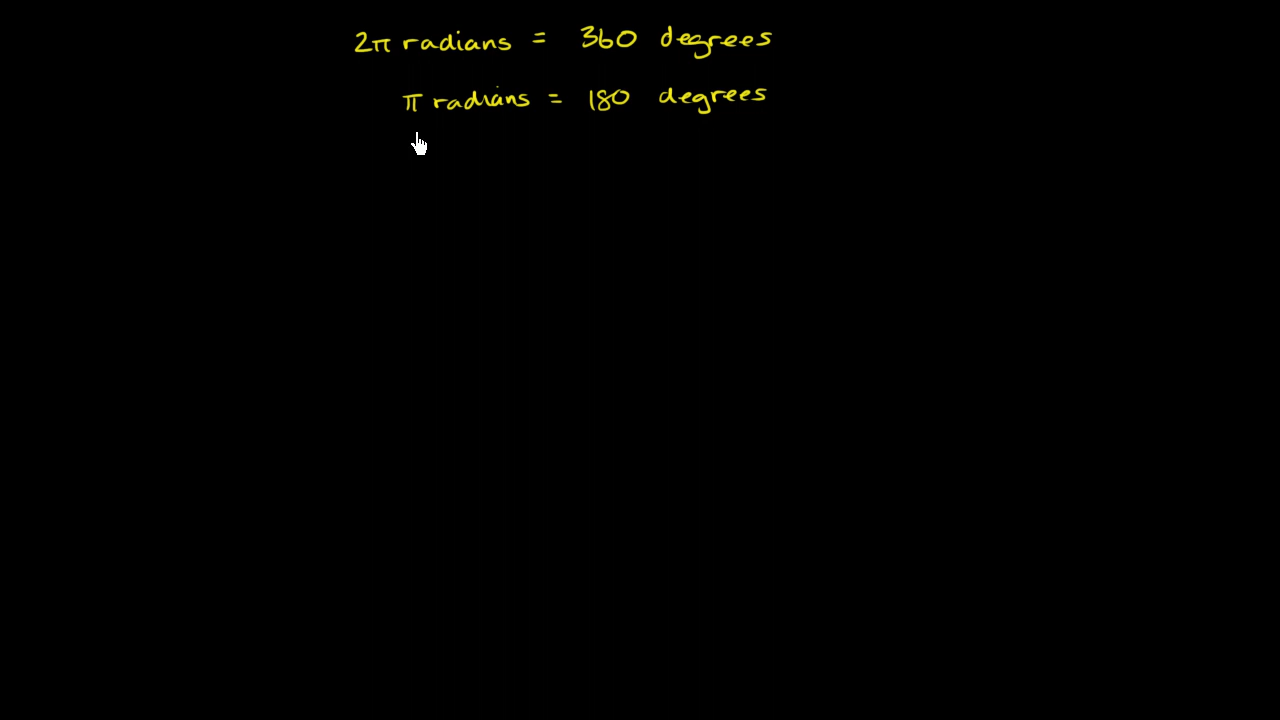 2π radians = 360 degrees
π radians = 180 degrees